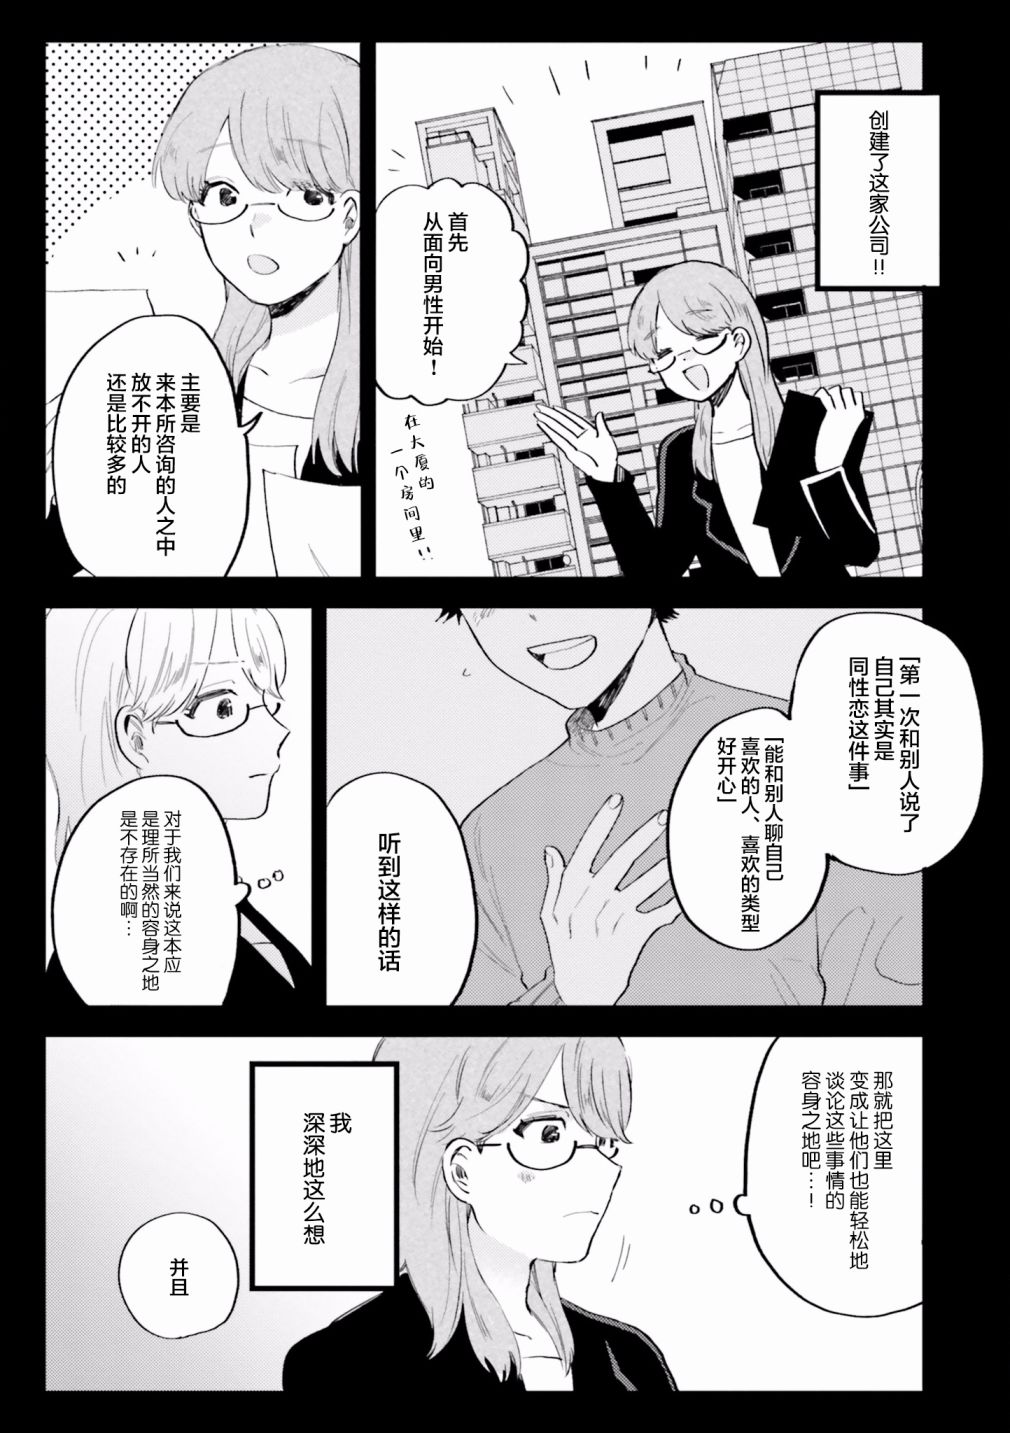 创建了这家公司!!
首先
从面向男性开始！
在大厦的
一个房间里!!
主要是
来本所咨询的人之中
放不开的人
还是比较多的
「第一次和别人说了
自己其实是
同性恋这件事」
「能和别人聊自己
喜欢的人、喜欢的类型
好开心」
听到这样的话
对于我们来说这本应
是理所当然的容身之地
是不存在的啊…
那就把这里
变成让他们也能轻松地
谈论这些事情的
容身之地吧…!
我
深深地这么想
并且